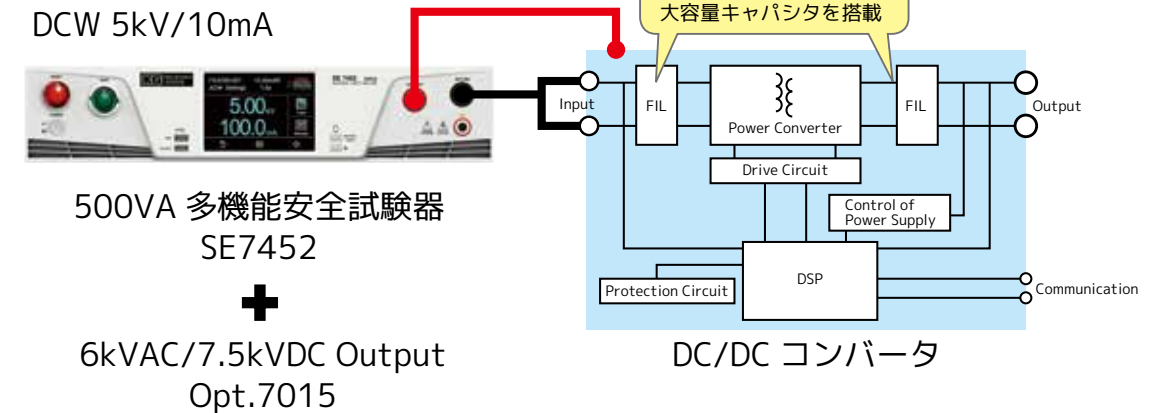 DCW 5kV/10mA
大容量キャパシタを搭載
5.00
100.0
500VA 多機能安全試験器
SE7452
6kVAC/7.5kVDC Output
Opt.7015
Input
FIL
Power Converter
FIL
Output
Drive Circuit
Control of
Power Supply
DSP
Protection Circuit
Communication
DC/DC コンバータ